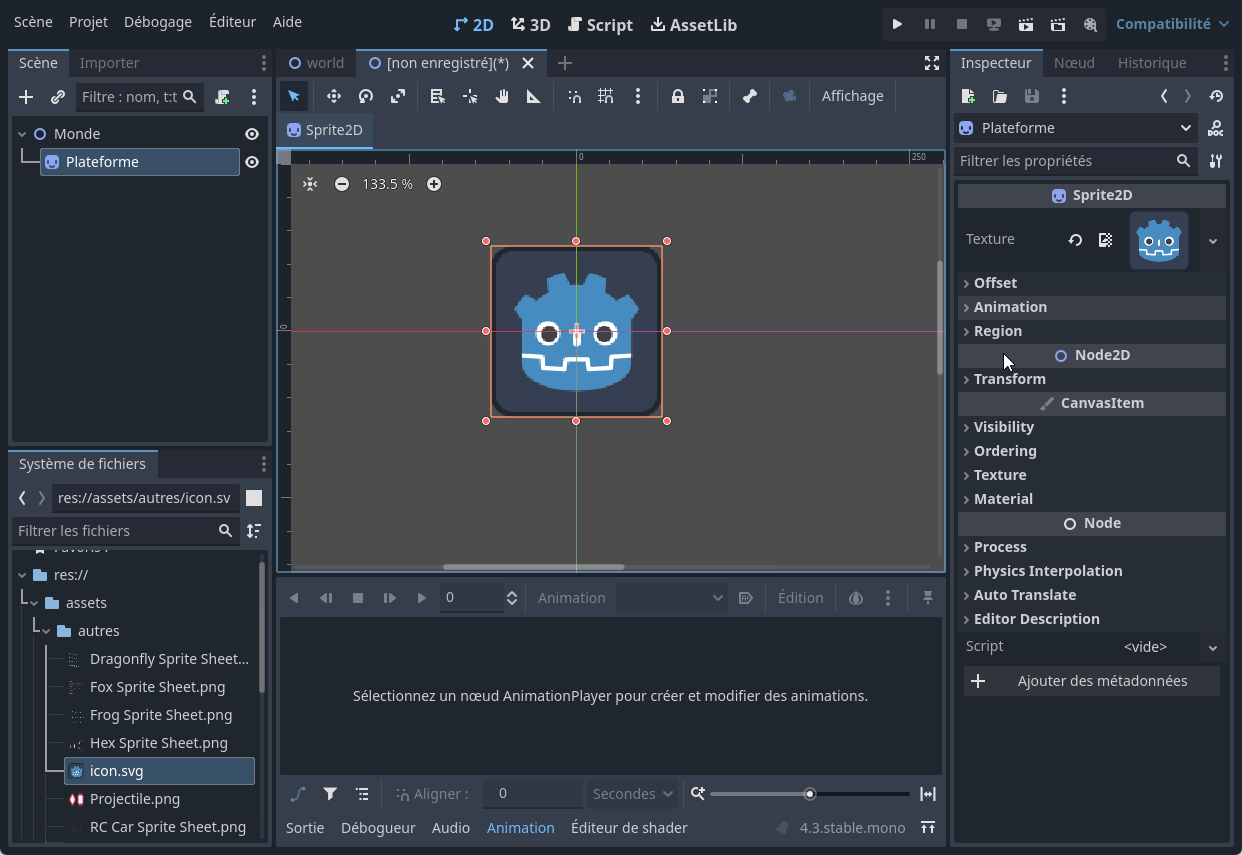 Scène Projet Débogage Éditeur Aide
2D 3D Script AssetLib
Compatibilité
Scène Importer
Filtre : nom, t:t
Monde
Plateforme
Système de fichiers
res://assets/autres/icon.sv
Filtrer les fichiers
res://
assets
autres
Dragonfly Sprite Sheet...
Fox Sprite Sheet.png
Frog Sprite Sheet.png
Hex Sprite Sheet.png
icon.svg
Projectile.png
RC Car Sprite Sheet.png
world [non enregistré](*)
Affichage
Sprite2D
0 250
133.5 %
0
0 Animation Édition
Sélectionnez un nœud AnimationPlayer pour créer et modifier des animations.
Aligner : 0 Secondes
Sortie Débogueur Audio Animation Éditeur de shader 4.3.stable.mono
Inspecteur Nœud Historique
Plateforme
DOC
Filtrer les propriétés
Sprite2D
Texture
Offset
Animation
Region
Node2D
Transform
CanvasItem
Visibility
Ordering
Texture
Material
Node
Process
Physics Interpolation
Auto Translate
Editor Description
Script <vide>
Ajouter des métadonnées